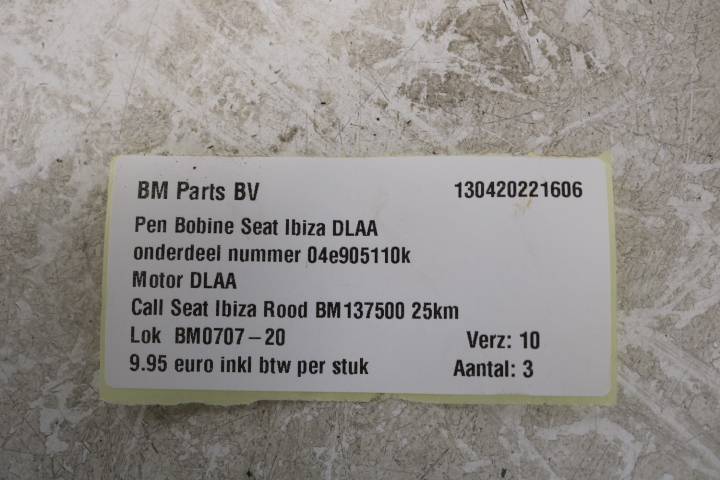 BM Parts BV 130420221606
Pen Bobine Seat Ibiza DLAA
onderdeel nummer 04e905110k
Motor DLAA
Call Seat Ibiza Rood BM137500 25km
Lok BM0707-20 Verz: 10
9.95 euro inkl btw per stuk Aantal: 3